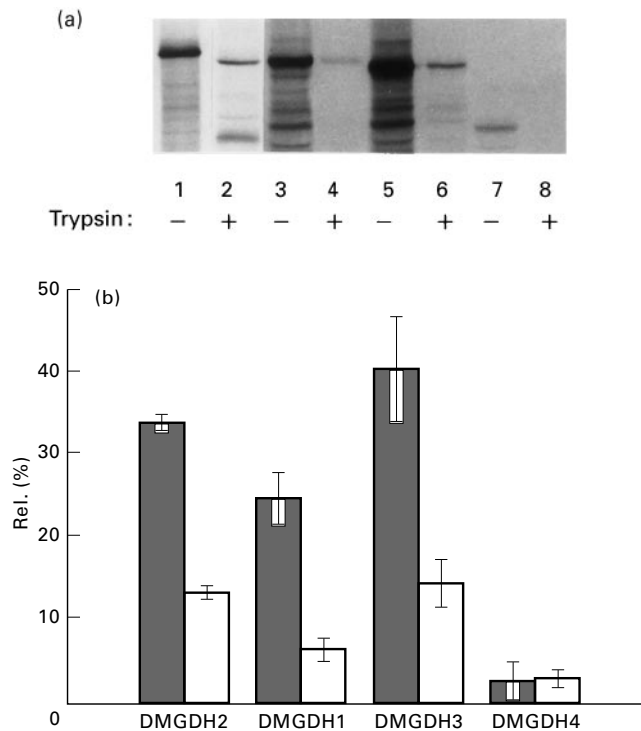 (a)
1 2 3 4 5 6 7 8
Trypsin: − + − + − + − +
(b)
50
40
30
20
10
0
Rel. (%)
DMGDH2 DMGDH1 DMGDH3 DMGDH4